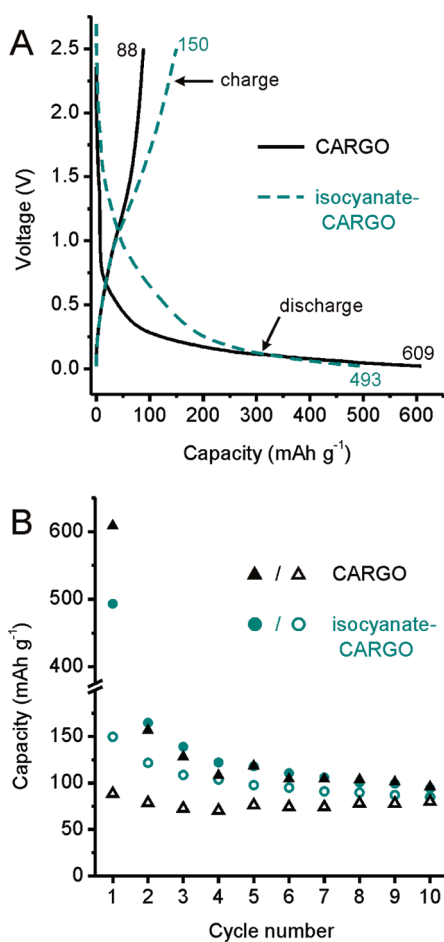 A
2.5
2.0
1.5
1.0
0.5
0.0
Voltage (V)
88
150
charge
CARGO
isocyanate-
CARGO
discharge
609
493
0
100
200
300
400
500
600
Capacity (mAh g⁻¹)
B
600
500
400
150
100
50
0
Capacity (mAh g⁻¹)
/ CARGO
/ isocyanate-
CARGO
1 2 3 4 5 6 7 8 9 10
Cycle number